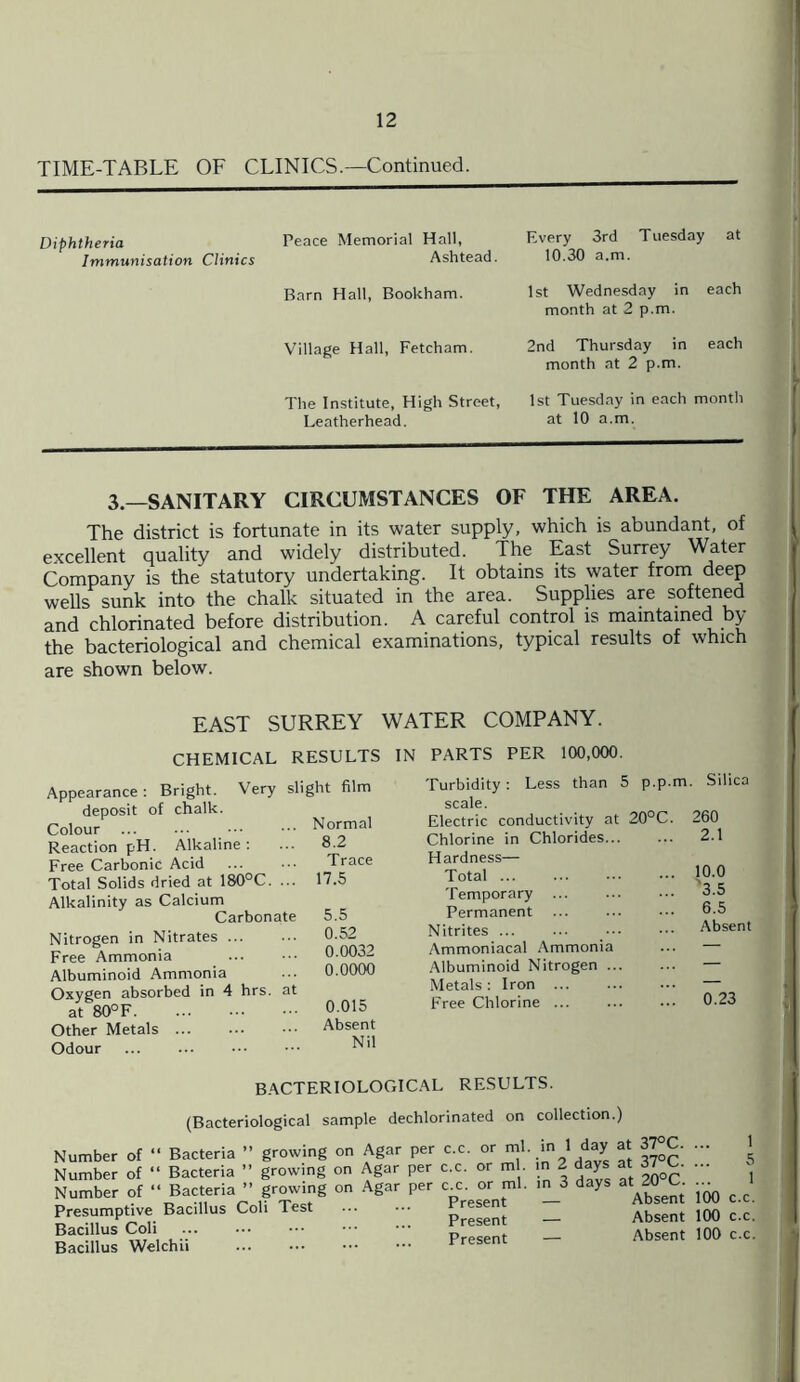 12
TIME-TABLE OF CLINICS.—Continued.
Diphtheria
Immunisation Clinics
Peace Memorial Hall,
Ashtead.
Every 3rd Tuesday at
10.30 a.m.
Barn Hall, Bookham.
1st Wednesday in each
month at 2 p.m.
Village Hall, Fetcham.
2nd Thursday in each
month at 2 p.m.
The Institute, High Street,
Leatherhead.
1st Tuesday in each month
at 10 a.m.
3.—SANITARY CIRCUMSTANCES OF THE AREA.
The district is fortunate in its water supply, which is abundant, of
excellent quality and widely distributed. The East Surrey Water
Company is the statutory undertaking. It obtains its water from deep
wells sunk into the chalk situated in the area. Supplies are softened
and chlorinated before distribution. A careful control is maintained by
the bacteriological and chemical examinations, typical results of which
are shown below.
EAST SURREY WATER COMPANY.
CHEMICAL RESULTS IN PARTS PER 100,000.
Appearance : Bright. Very slight film
deposit of chalk.
Colour ... ... ... ... Normal
Reaction pH. Alkaline : ... 8.2
Free Carbonic Acid ... ... Trace
Total Solids dried at 180°C. ... 17.5
Alkalinity as Calcium
Carbonate 5.5
Nitrogen in Nitrates ... ... 0.52
Free Ammonia ... ... 0.0032
Albuminoid Ammonia ... 0.0000
Oxygen absorbed in 4 hrs. at
at 80°F. ... ... ... 0.015
Other Metals ... ... ... Absent
Odour ... ... ... ... Nil
Turbidity : Less than 5 p.p.m. Silica
scale.
Electric conductivity at 20°C. 260
Chlorine in Chlorides... ... 2.1
Hardness—
Total ... ... ... ... 10.0
Temporary ... ... ... 3.5
Permanent ... ... ... 6.5
Nitrites ... ... ... ... Absent
Ammoniacal Ammonia ... —
Albuminoid Nitrogen ... ... —
Metals : Iron ... ... ... —
Free Chlorine ... ... ... 0.23
BACTERIOLOGICAL RESULTS.
(Bacteriological sample dechlorinated on collection.)
Number of “ Bacteria ” growing on Agar per c.c. or ml. in 1 day at 37°C. ... 1
Number of “ Bacteria ” growing on Agar per c.c. or ml. in 2 days at 37°C. ... 5
Number of “ Bacteria ” growing on Agar per c.c. or ml. in 3 days at 20°C. ... 1
Presumptive Bacillus Coli Test ... ... Present — Absent 100 c.c.
Bacillus Coli ... ... ... ... ... Present — Absent 100 c.c.
Bacillus Welchii ... ... ... ... Present — Absent 100 c.c.